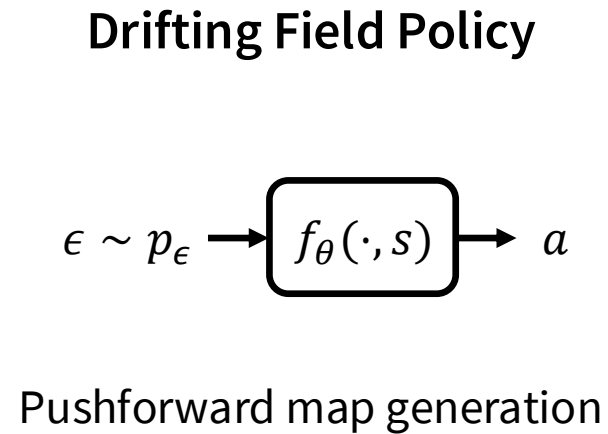 Drifting Field Policy
ϵ ~ p_ϵ f_θ(·, s) a
Pushforward map generation